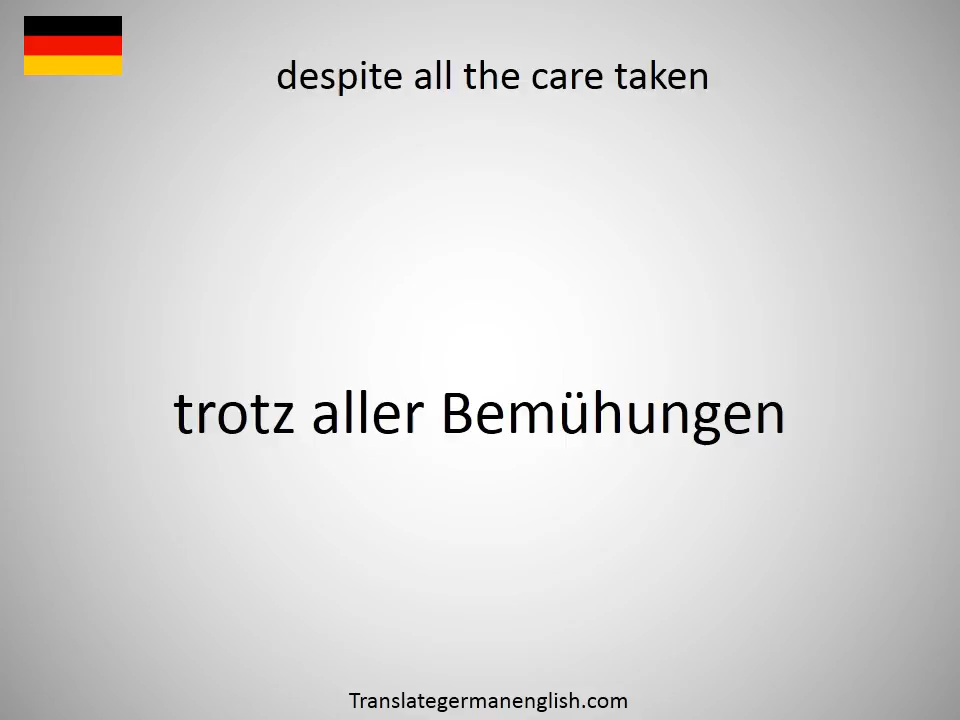 despite all the care taken
trotz aller Bemühungen
Translategermanenglish.com